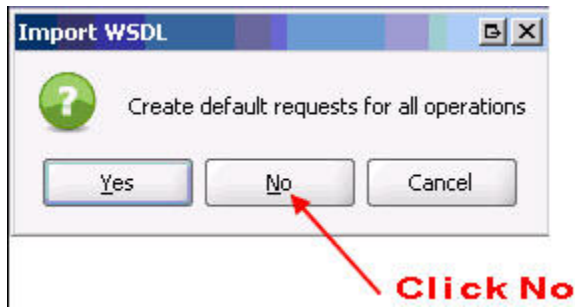 Import WSDL
Create default requests for all operations
Yes No Cancel
Click No